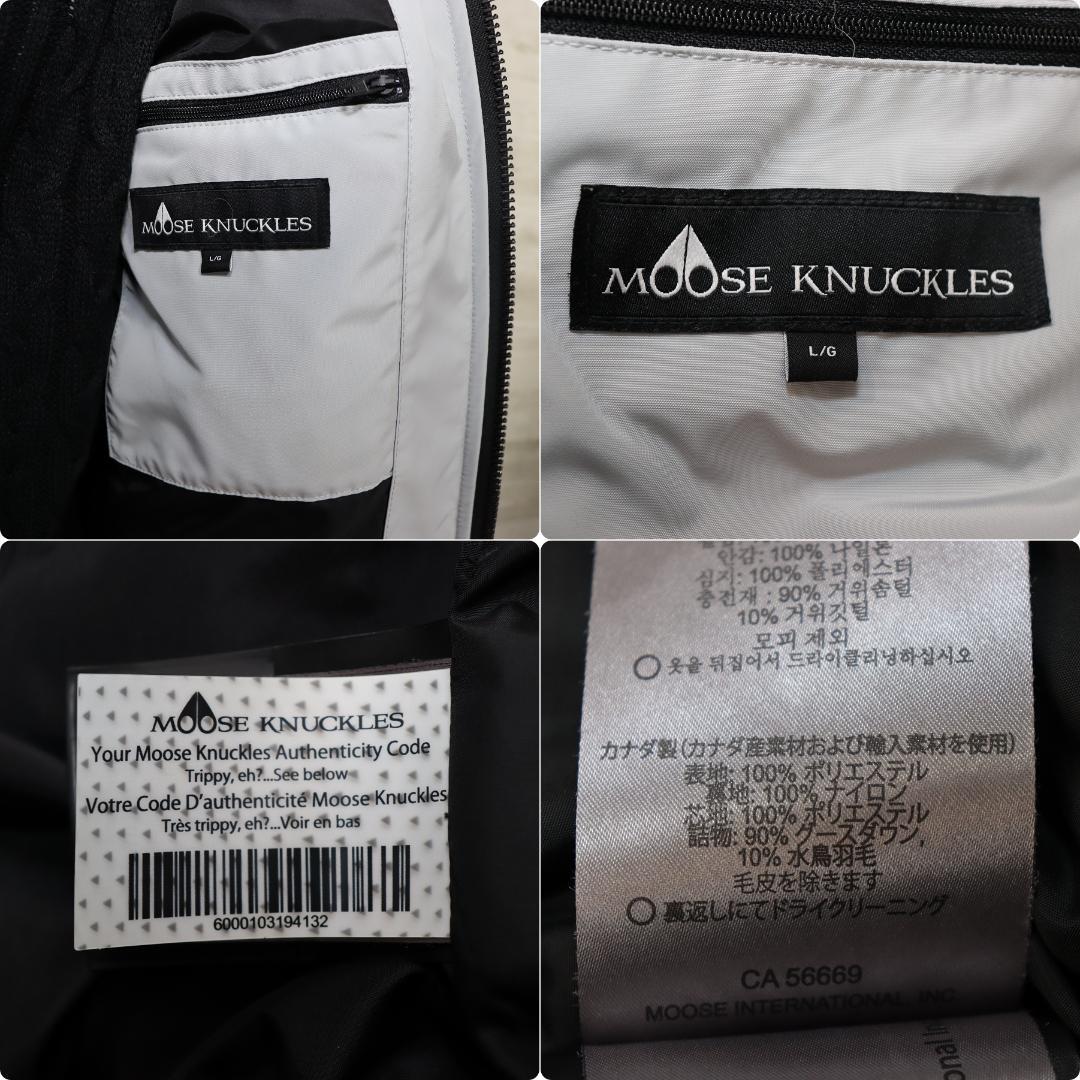 MOOSE KNUCKLES
L/G
MOOSE KNUCKLES
L/G
MOOSE KNUCKLES
Your Moose Knuckles Authenticity Code
Trippy, eh?...See below
Votre Code D'authenticité Moose Knuckles
Très trippy, eh?...Voir en bas
6000103194132
안감: 100% 나일론
심지: 100% 폴리에스터
충전재 : 90% 거위솜털
10% 거위깃털
모피 제외
옷을 뒤집어서 드라이클리닝하십시오
カナダ製(カナダ産素材および輸入素材を使用)
表地: 100% ポリエステル
裏地: 100% ナイロン
芯地: 100% ポリエステル
詰物: 90% グースダウン,
10% 水鳥羽毛
毛皮を除きます
裏返しにてドライクリーニング
CA 56669
MOOSE INTERNATIONAL, INC